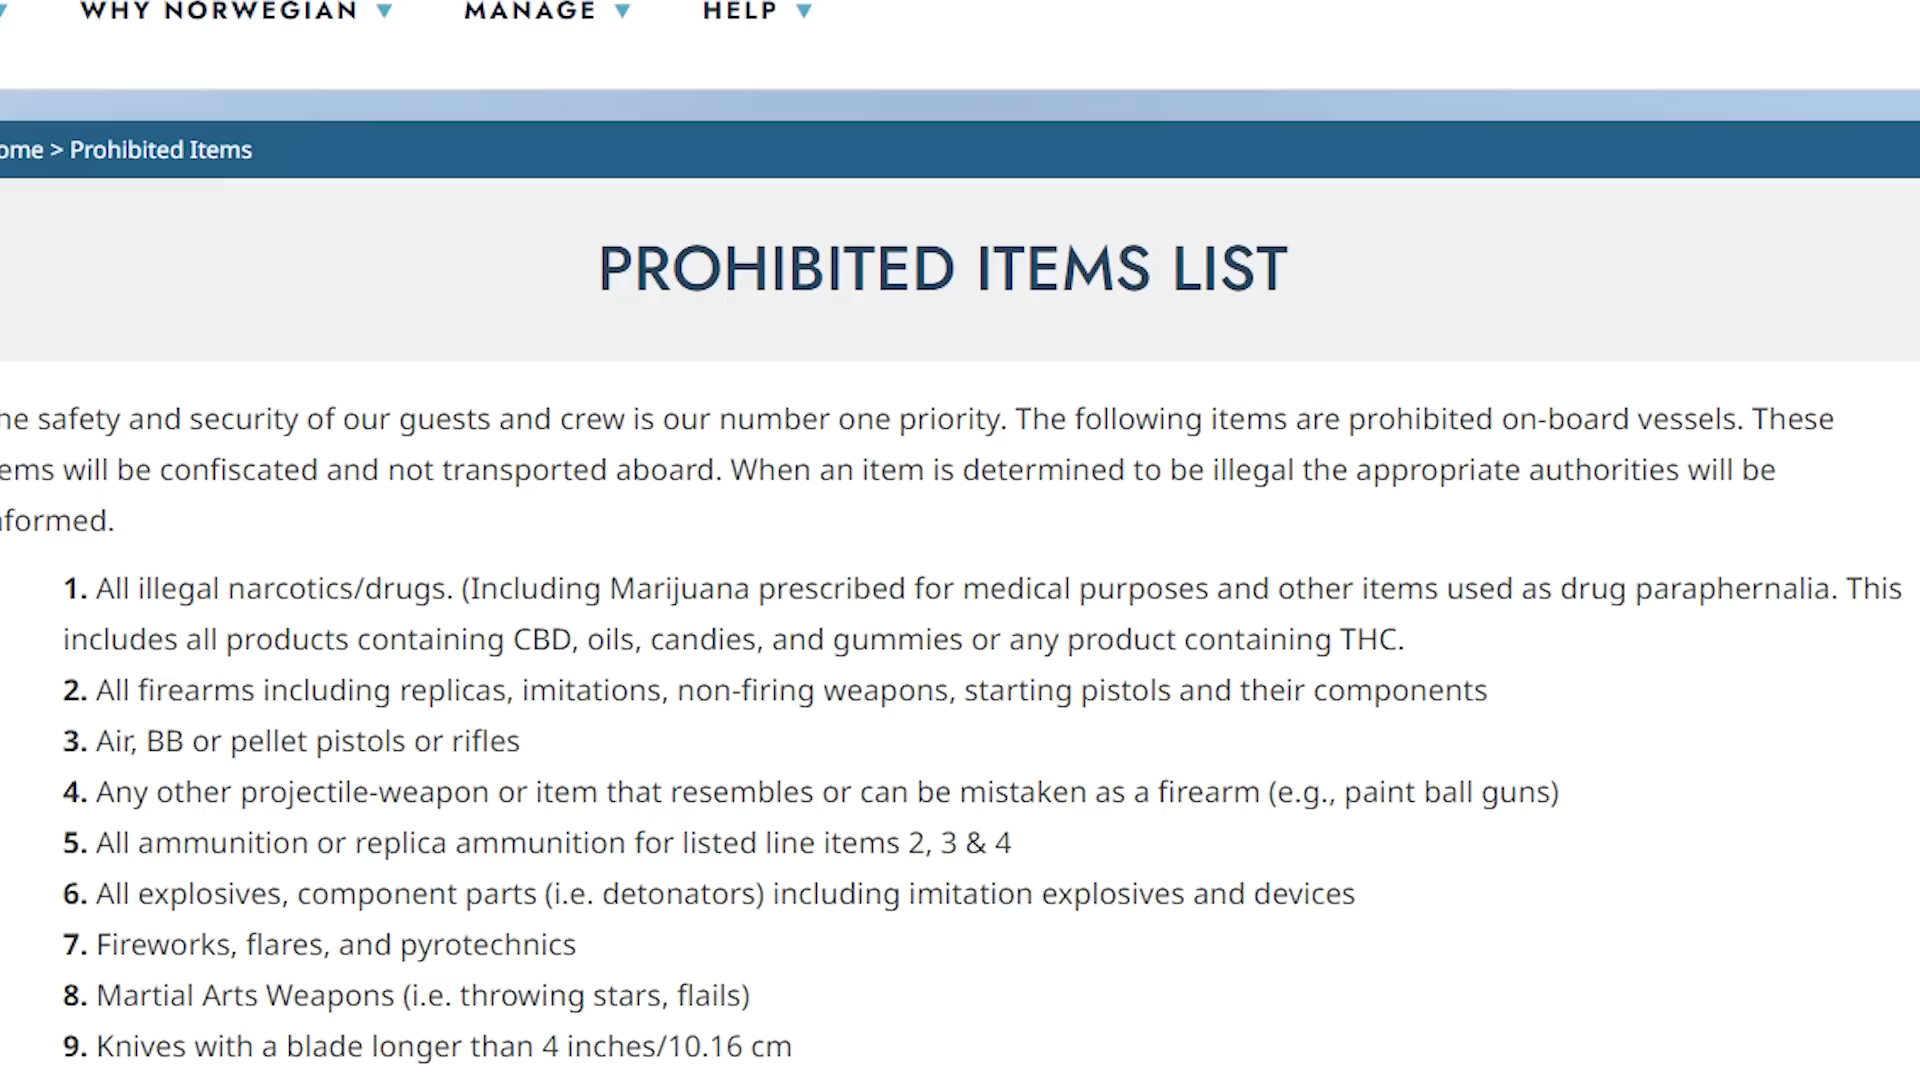 WHY NORWEGIAN MANAGE HELP
ome > Prohibited Items
PROHIBITED ITEMS LIST
he safety and security of our guests and crew is our number one priority. The following items are prohibited on-board vessels. These
ems will be confiscated and not transported aboard. When an item is determined to be illegal the appropriate authorities will be
nformed.
1. All illegal narcotics/drugs. (Including Marijuana prescribed for medical purposes and other items used as drug paraphernalia. This
includes all products containing CBD, oils, candies, and gummies or any product containing THC.
2. All firearms including replicas, imitations, non-firing weapons, starting pistols and their components
3. Air, BB or pellet pistols or rifles
4. Any other projectile-weapon or item that resembles or can be mistaken as a firearm (e.g., paint ball guns)
5. All ammunition or replica ammunition for listed line items 2, 3 & 4
6. All explosives, component parts (i.e. detonators) including imitation explosives and devices
7. Fireworks, flares, and pyrotechnics
8. Martial Arts Weapons (i.e. throwing stars, flails)
9. Knives with a blade longer than 4 inches/10.16 cm